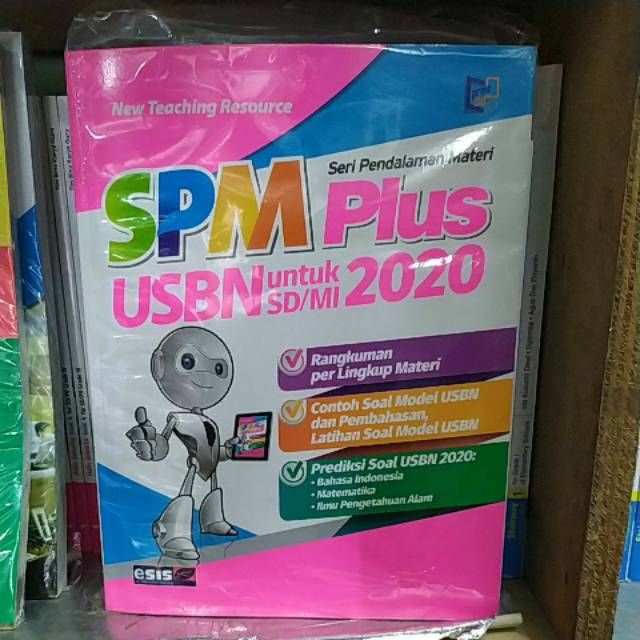 New Teaching Resource
Seri Pendalaman Materi
SPM Plus
USBN untuk SD/MI 2020
Rangkuman
per Lingkup Materi
Contoh Soal Model USBN
dan Pembahasan,
Latihan Soal Model USBN
Prediksi Soal USBN 2020:
• Bahasa Indonesia
• Matematika
• Ilmu Pengetahuan Alam
esis